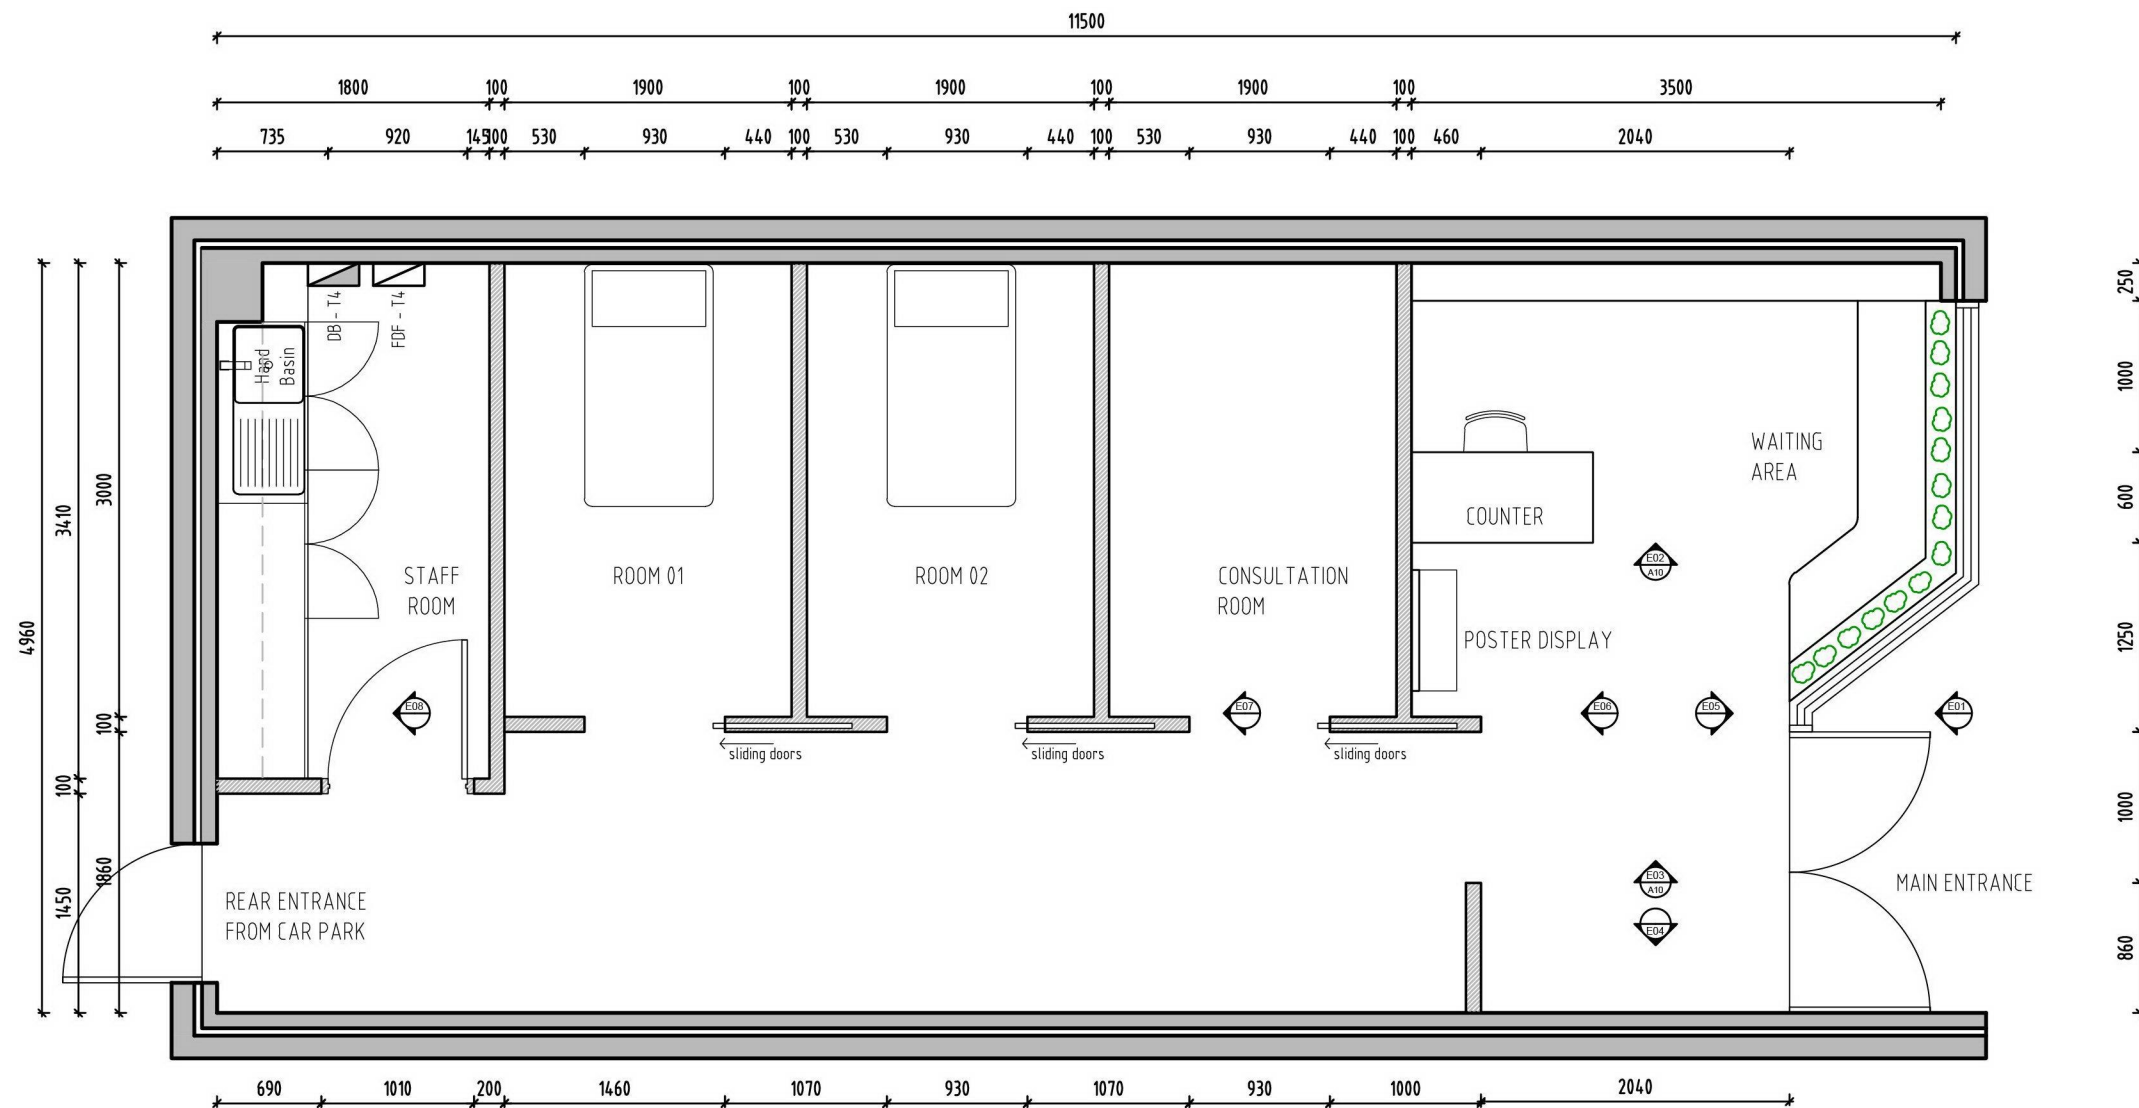 11500
1800 100 1900 100 1900 100 1900 100 3500
735 920 145 100 530 930 440 100 530 930 440 100 530 930 440 100 460 2040
4960
3410
100
1450
3000
100
1860
250
1000
600
1250
1000
860
DB - T4
FDF - T4
Hand
Basin
STAFF
ROOM
ROOM 01
ROOM 02
CONSULTATION
ROOM
COUNTER
WAITING
AREA
POSTER DISPLAY
E02
A10
E08
E07
E06
E05
E01
sliding doors
sliding doors
sliding doors
E03
A10
E04
REAR ENTRANCE
FROM CAR PARK
MAIN ENTRANCE
690 1010 200 1460 1070 930 1070 930 1000 2040